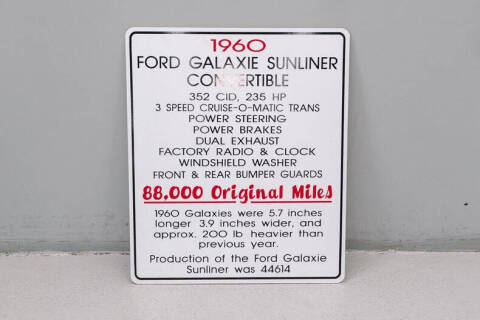 1960
FORD GALAXIE SUNLINER
CONVERTIBLE
352 CID, 235 HP
3 SPEED CRUISE-O-MATIC TRANS
POWER STEERING
POWER BRAKES
DUAL EXHAUST
FACTORY RADIO & CLOCK
WINDSHIELD WASHER
FRONT & REAR BUMPER GUARDS
88,000 Original Miles
1960 Galaxies were 5.7 inches
longer 3.9 inches wider, and
approx. 200 lb heavier than
previous year.
Production of the Ford Galaxie
Sunliner was 44614